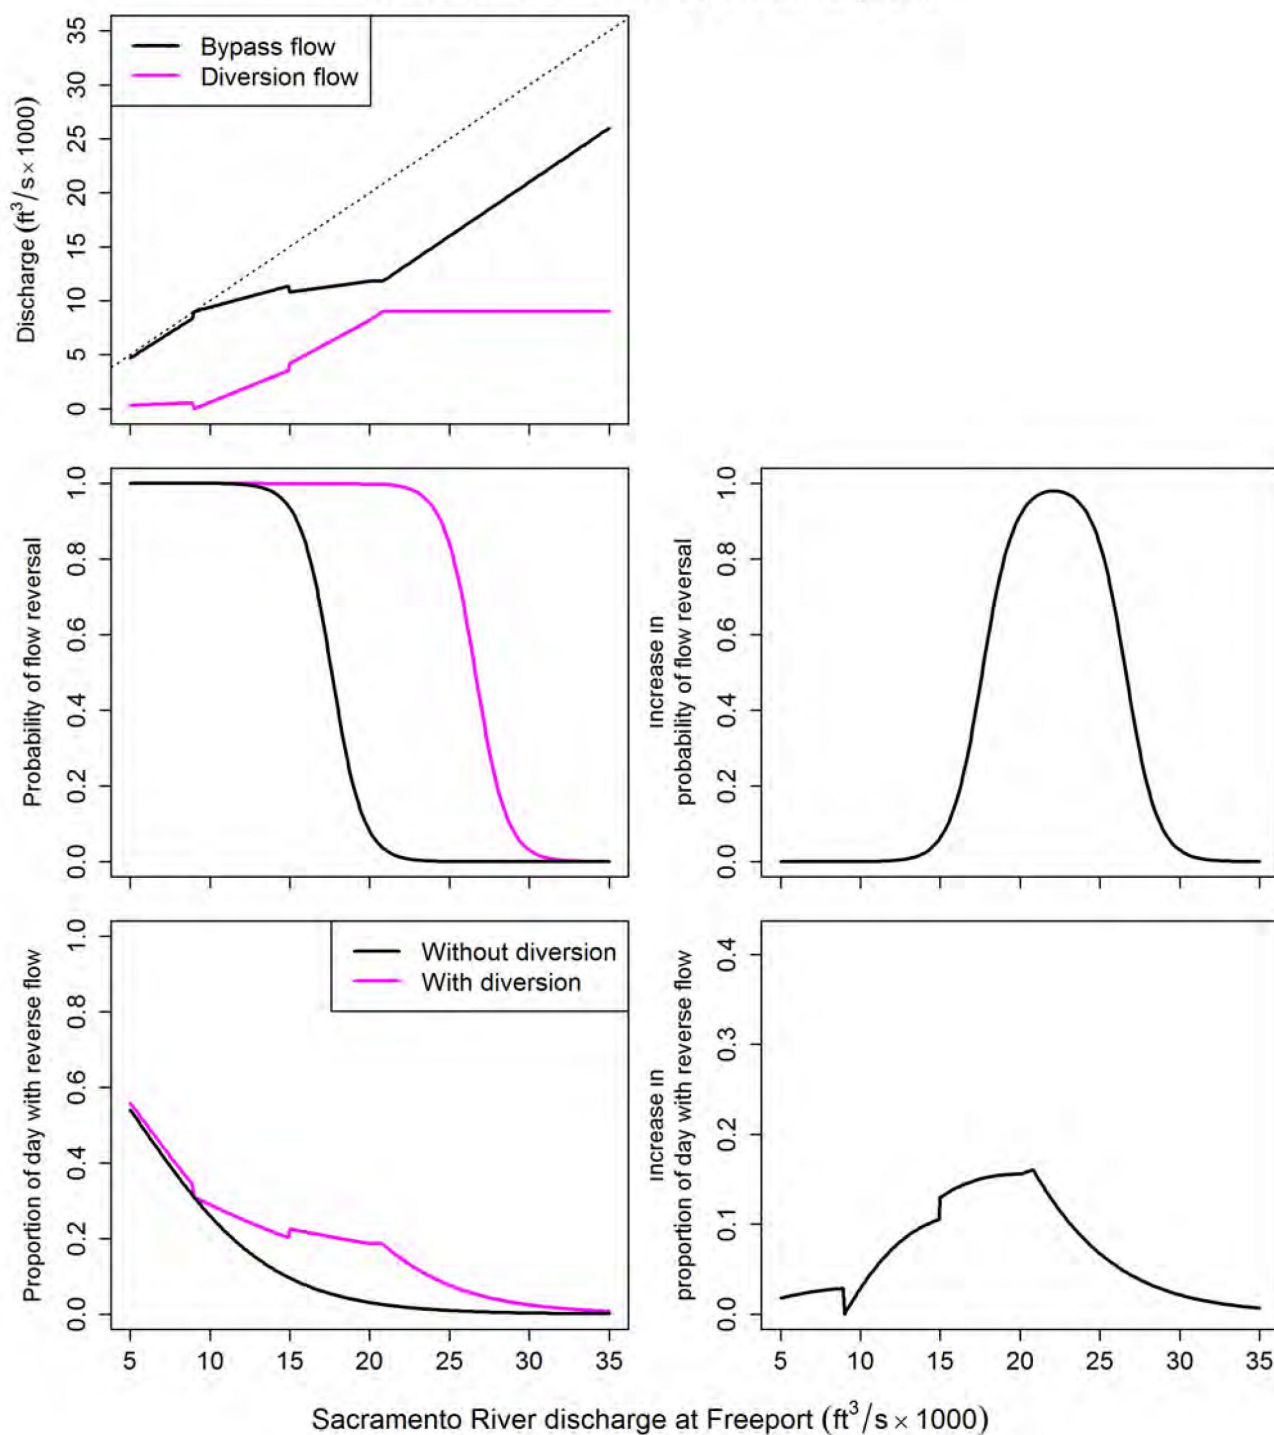 Bypass flow
Diversion flow
Discharge (ft³/s × 1000)
0 5 10 15 20 25 30 35
Probability of flow reversal
0.0 0.2 0.4 0.6 0.8 1.0
increase in
probability of flow reversal
0.0 0.2 0.4 0.6 0.8 1.0
Without diversion
With diversion
Proportion of day with reverse flow
0.0 0.2 0.4 0.6 0.8 1.0
5 10 15 20 25 30 35
increase in
proportion of day with reverse flow
0.0 0.1 0.2 0.3 0.4
5 10 15 20 25 30 35
Sacramento River discharge at Freeport (ft³/s × 1000)